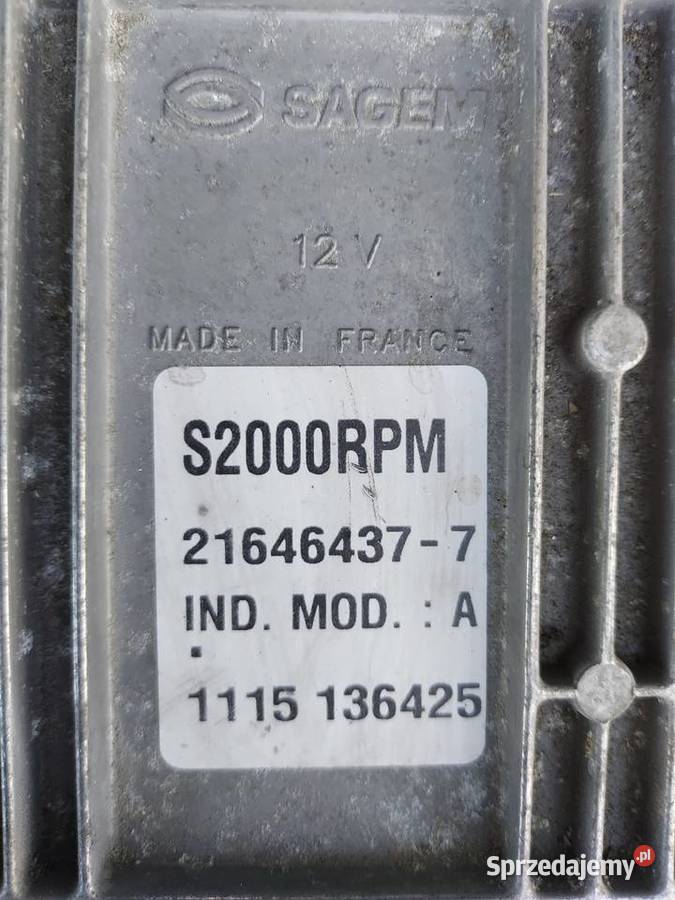 SAGEM
12 V
MADE IN FRANCE
S2000RPM
21646437-7
IND. MOD. : A
1115 136425
Sprzedajemy.pl